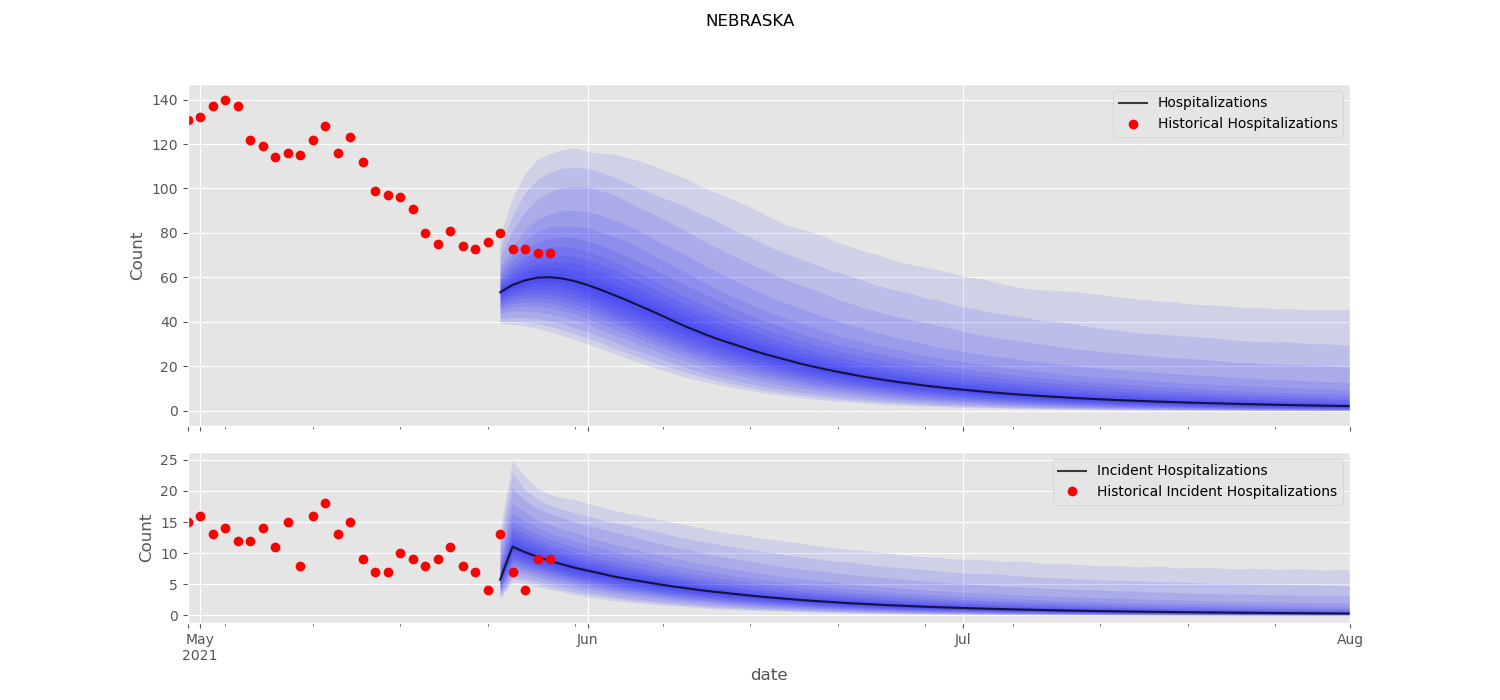 NEBRASKA
140
120
100
80
60
40
20
0
Count
Hospitalizations
Historical Hospitalizations
25
20
15
10
5
0
Count
Incident Hospitalizations
Historical Incident Hospitalizations
May
2021
Jun
Jul
Aug
date